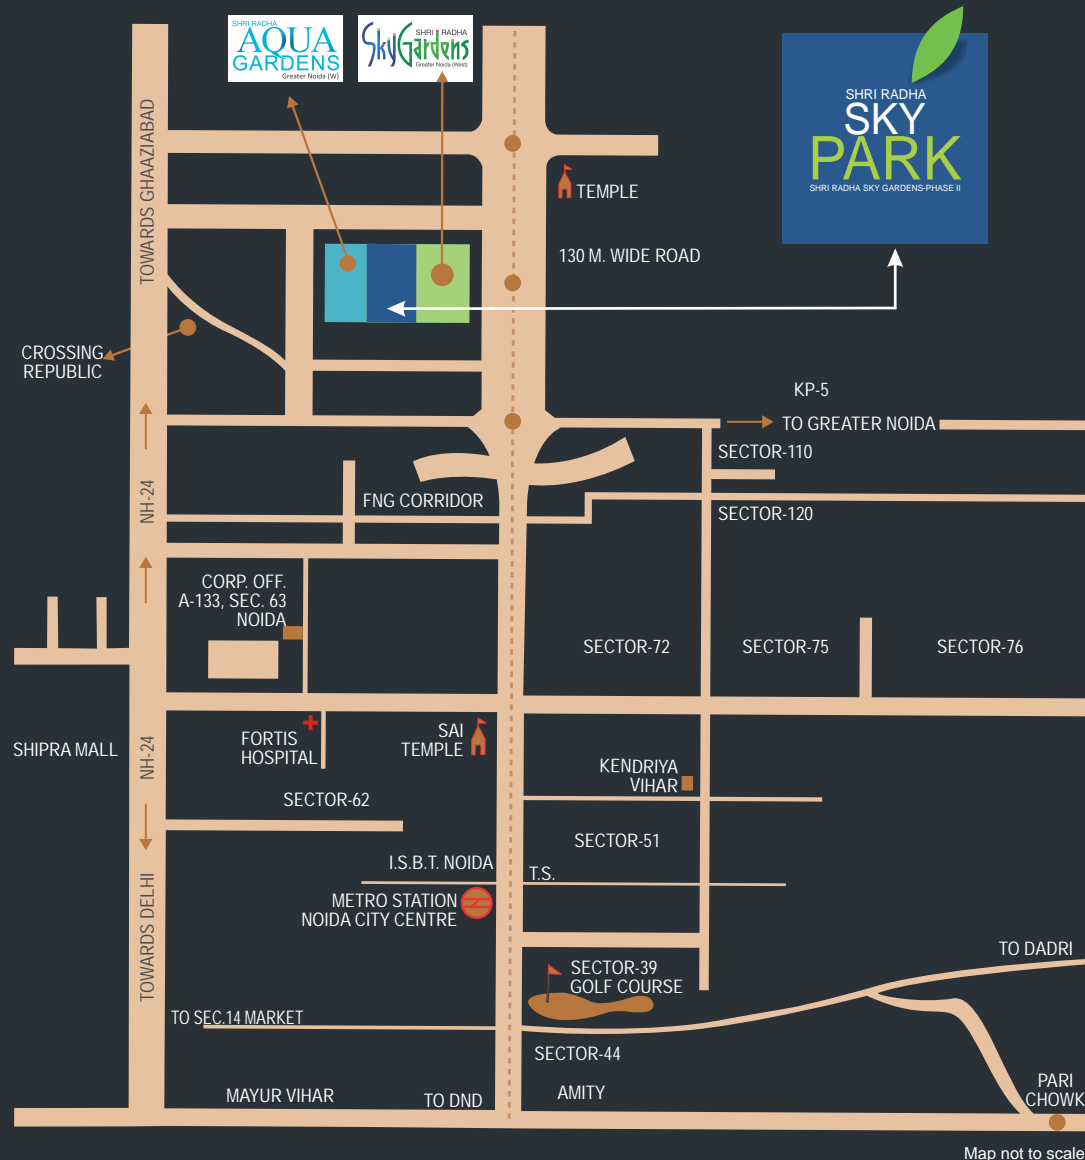 SHRI RADHA
AQUA
GARDENS
Greater Noida (W)
SHRI RADHA
SkyGardens
Greater Noida (West)
SHRI RADHA
SKY
PARK
SHRI RADHA SKY GARDENS-PHASE II
TOWARDS GHAAZIABAD
TEMPLE
130 M. WIDE ROAD
CROSSING
REPUBLIC
KP-5
TO GREATER NOIDA
SECTOR-110
NH-24
FNG CORRIDOR
SECTOR-120
CORP. OFF.
A-133, SEC. 63
NOIDA
SECTOR-72
SECTOR-75
SECTOR-76
SHIPRA MALL
NH-24
FORTIS
HOSPITAL
SAI
TEMPLE
KENDRIYA
VIHAR
SECTOR-62
SECTOR-51
I.S.B.T. NOIDA
T.S.
METRO STATION
NOIDA CITY CENTRE
TOWARDS DELHI
TO DADRI
SECTOR-39
GOLF COURSE
TO SEC.14 MARKET
SECTOR-44
MAYUR VIHAR
TO DND
AMITY
PARI
CHOWK
Map not to scale